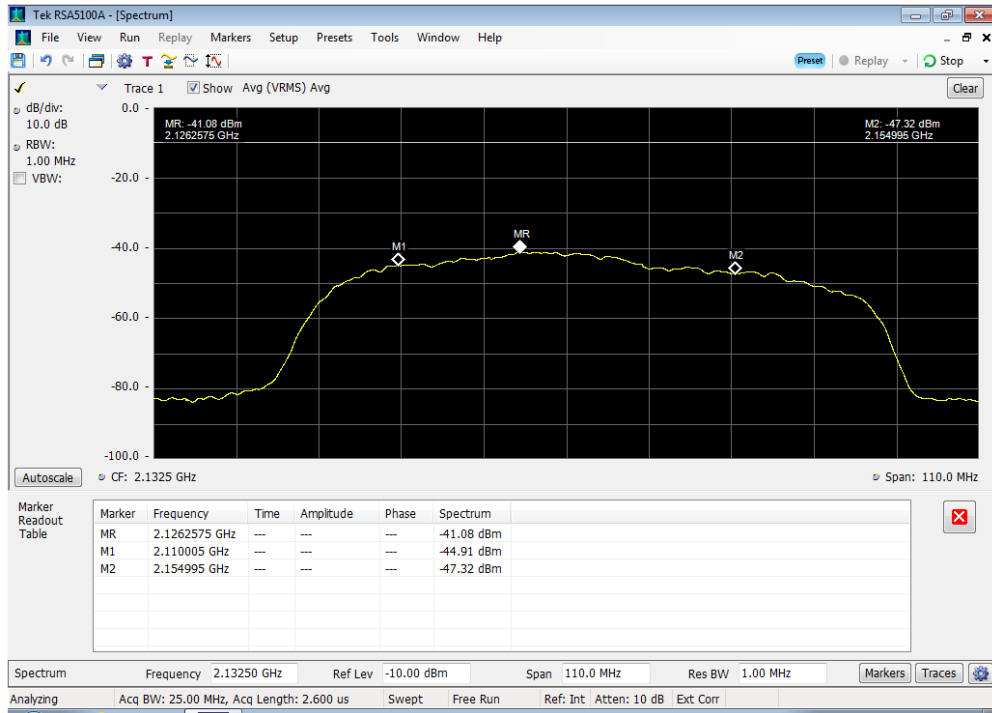 Tek RSA5100A - [Spectrum]
File View Run Replay Markers Setup Presets Tools Window Help
T Preset Replay Stop
Trace 1 Show Avg (VRMS) Avg Clear
dB/div:
10.0 dB
RBW:
1.00 MHz
VBW:
0.0 -
-20.0 -
-40.0 -
-60.0 -
-80.0 -
-100.0 -
MR: -41.08 dBm
2.1262575 GHz
M2: -47.32 dBm
2.154995 GHz
M1
MR
M2
Autoscale CF: 2.1325 GHz Span: 110.0 MHz
Marker
Readout
Table
Marker Frequency Time Amplitude Phase Spectrum
MR 2.1262575 GHz --- --- --- -41.08 dBm
M1 2.110005 GHz --- --- --- -44.91 dBm
M2 2.154995 GHz --- --- --- -47.32 dBm
Spectrum Frequency 2.13250 GHz Ref Lev -10.00 dBm Span 110.0 MHz Res BW 1.00 MHz Markers Traces
Analyzing Acq BW: 25.00 MHz, Acq Length: 2.600 us Swept Free Run Ref: Int Atten: 10 dB Ext Corr